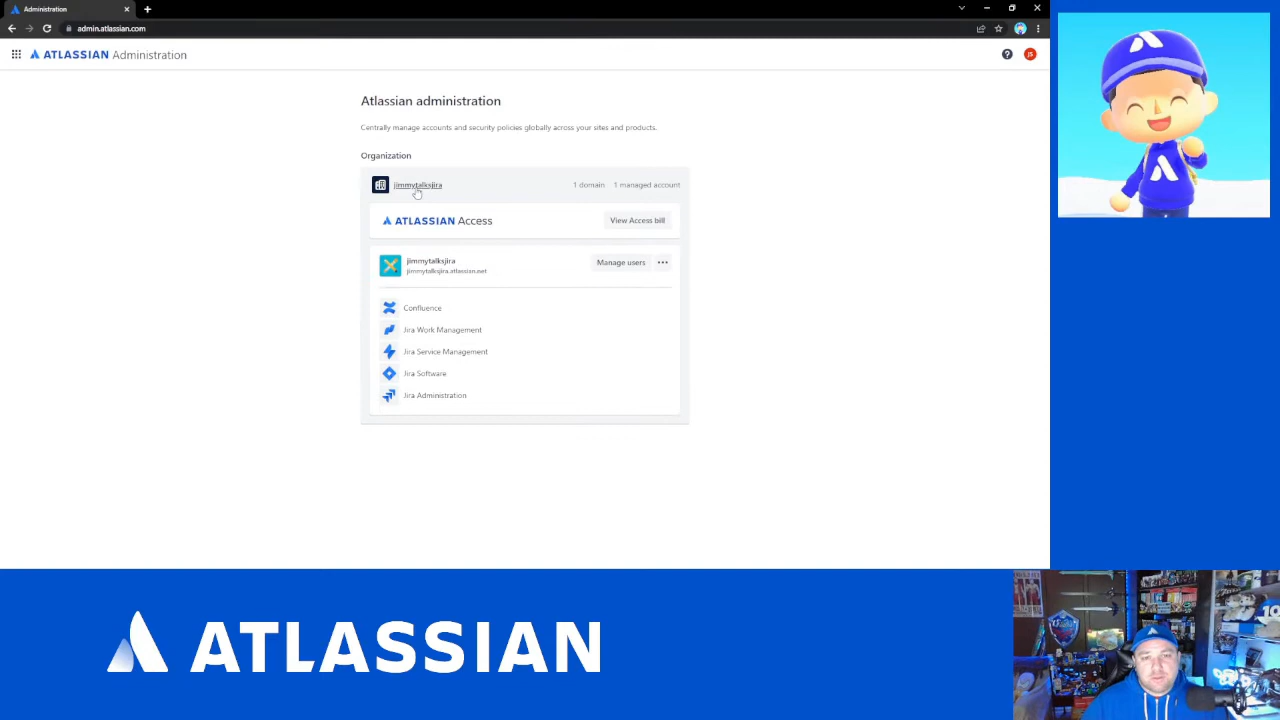 Administration
admin.atlassian.com
ATLASSIAN Administration
JS
Atlassian administration
Centrally manage accounts and security policies globally across your sites and products.
Organization
jimmytalksjira
1 domain 1 managed account
ATLASSIAN Access
View Access bill
jimmytalksjira
jimmytalksjira.atlassian.net
Manage users
Confluence
Jira Work Management
Jira Service Management
Jira Software
Jira Administration
ATLASSIAN